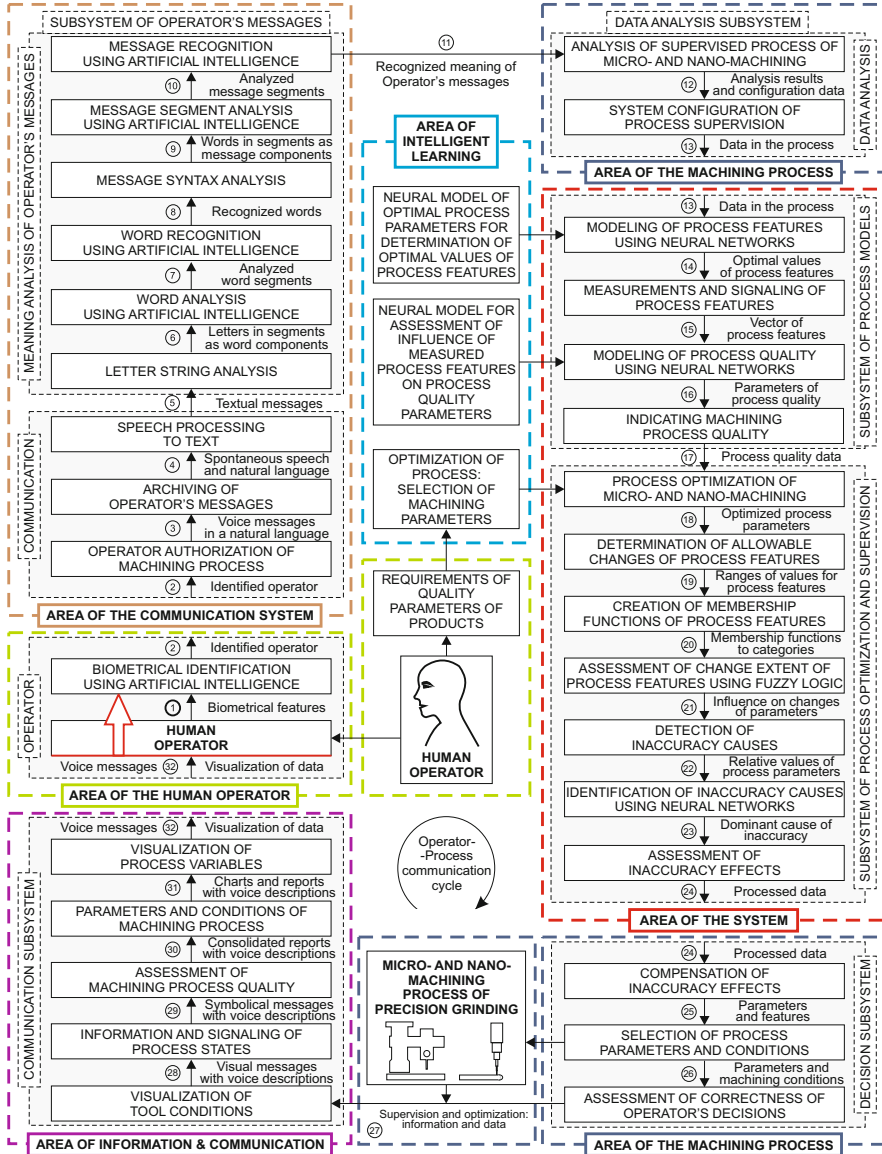 SUBSYSTEM OF OPERATOR'S MESSAGES
MEANING ANALYSIS OF OPERATOR'S MESSAGES
MESSAGE RECOGNITION
USING ARTIFICIAL INTELLIGENCE
10
Analyzed
message segments
MESSAGE SEGMENT ANALYSIS
USING ARTIFICIAL INTELLIGENCE
9
Words in segments as
message components
MESSAGE SYNTAX ANALYSIS
8
Recognized words
WORD RECOGNITION
USING ARTIFICIAL INTELLIGENCE
7
Analyzed
word segments
WORD ANALYSIS
USING ARTIFICIAL INTELLIGENCE
6
Letters in segments
as word components
LETTER STRING ANALYSIS
5
Textual messages
COMMUNICATION
SPEECH PROCESSING
TO TEXT
4
Spontaneous speech
and natural language
ARCHIVING OF
OPERATOR'S MESSAGES
3
Voice messages
in a natural language
OPERATOR AUTHORIZATION OF
MACHINING PROCESS
2
Identified operator
AREA OF THE COMMUNICATION SYSTEM
2
Identified operator
OPERATOR
BIOMETRICAL IDENTIFICATION
USING ARTIFICIAL INTELLIGENCE
1
Biometrical features
HUMAN
OPERATOR
Voice messages
32
Visualization of data
AREA OF THE HUMAN OPERATOR
Voice messages
32
Visualization of data
COMMUNICATION SUBSYSTEM
VISUALIZATION OF
PROCESS VARIABLES
31
Charts and reports
with voice descriptions
PARAMETERS AND CONDITIONS OF
MACHINING PROCESS
30
Consolidated reports
with voice descriptions
ASSESSMENT OF
MACHINING PROCESS QUALITY
29
Symbolical messages
with voice descriptions
INFORMATION AND SIGNALING OF
PROCESS STATES
28
Visual messages
with voice descriptions
VISUALIZATION OF
TOOL CONDITIONS
AREA OF INFORMATION & COMMUNICATION
11
Recognized meaning of
Operator's messages
AREA OF
INTELLIGENT
LEARNING
NEURAL MODEL OF
OPTIMAL PROCESS
PARAMETERS FOR
DETERMINATION OF
OPTIMAL VALUES OF
PROCESS FEATURES
NEURAL MODEL FOR
ASSESSMENT OF
INFLUENCE OF
MEASURED
PROCESS FEATURES
ON PROCESS
QUALITY
PARAMETERS
OPTIMIZATION OF
PROCESS:
SELECTION OF
MACHINING
PARAMETERS
REQUIREMENTS OF
QUALITY
PARAMETERS OF
PRODUCTS
HUMAN
OPERATOR
Operator-
-Process
communication
cycle
MICRO- AND NANO-
MACHINING
PROCESS OF
PRECISION GRINDING
Supervision and optimization:
27
information and data
DATA ANALYSIS SUBSYSTEM
DATA ANALYSIS
ANALYSIS OF SUPERVISED PROCESS OF
MICRO- AND NANO-MACHINING
12
Analysis results
and configuration data
SYSTEM CONFIGURATION OF
PROCESS SUPERVISION
13
Data in the process
AREA OF THE MACHINING PROCESS
13
Data in the process
SUBSYSTEM OF PROCESS MODELS
MODELING OF PROCESS FEATURES
USING NEURAL NETWORKS
14
Optimal values
of process features
MEASUREMENTS AND SIGNALING OF
PROCESS FEATURES
15
Vector of
process features
MODELING OF PROCESS QUALITY
USING NEURAL NETWORKS
16
Parameters of
process quality
INDICATING MACHINING
PROCESS QUALITY
17
Process quality data
SUBSYSTEM OF PROCESS OPTIMIZATION AND SUPERVISION
PROCESS OPTIMIZATION OF
MICRO- AND NANO-MACHINING
18
Optimized process
parameters
DETERMINATION OF ALLOWABLE
CHANGES OF PROCESS FEATURES
19
Ranges of values for
process features
CREATION OF MEMBERSHIP
FUNCTIONS OF PROCESS FEATURES
20
Membership functions
to categories
ASSESSMENT OF CHANGE EXTENT OF
PROCESS FEATURES USING FUZZY LOGIC
21
Influence on changes
of parameters
DETECTION OF
INACCURACY CAUSES
22
Relative values of
process parameters
IDENTIFICATION OF INACCURACY CAUSES
USING NEURAL NETWORKS
23
Dominant cause of
inaccuracy
ASSESSMENT OF
INACCURACY EFFECTS
24
Processed data
AREA OF THE SYSTEM
24
Processed data
DECISION SUBSYSTEM
COMPENSATION OF
INACCURACY EFFECTS
25
Parameters
and features
SELECTION OF PROCESS
PARAMETERS AND CONDITIONS
26
Parameters and
machining conditions
ASSESSMENT OF CORRECTNESS OF
OPERATOR'S DECISIONS
AREA OF THE MACHINING PROCESS